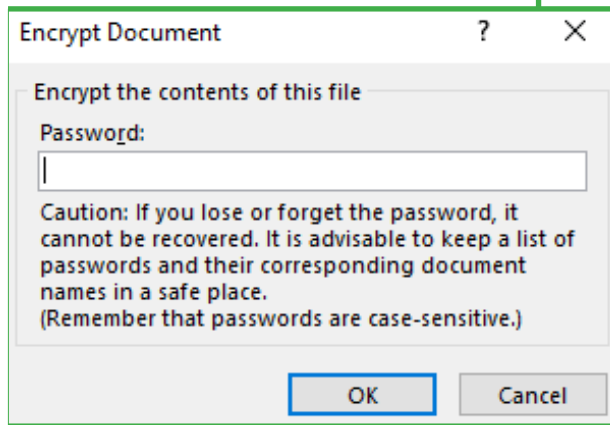 Encrypt Document ?
Encrypt the contents of this file
Password:
Caution: If you lose or forget the password, it
cannot be recovered. It is advisable to keep a list of
passwords and their corresponding document
names in a safe place.
(Remember that passwords are case-sensitive.)
OK Cancel